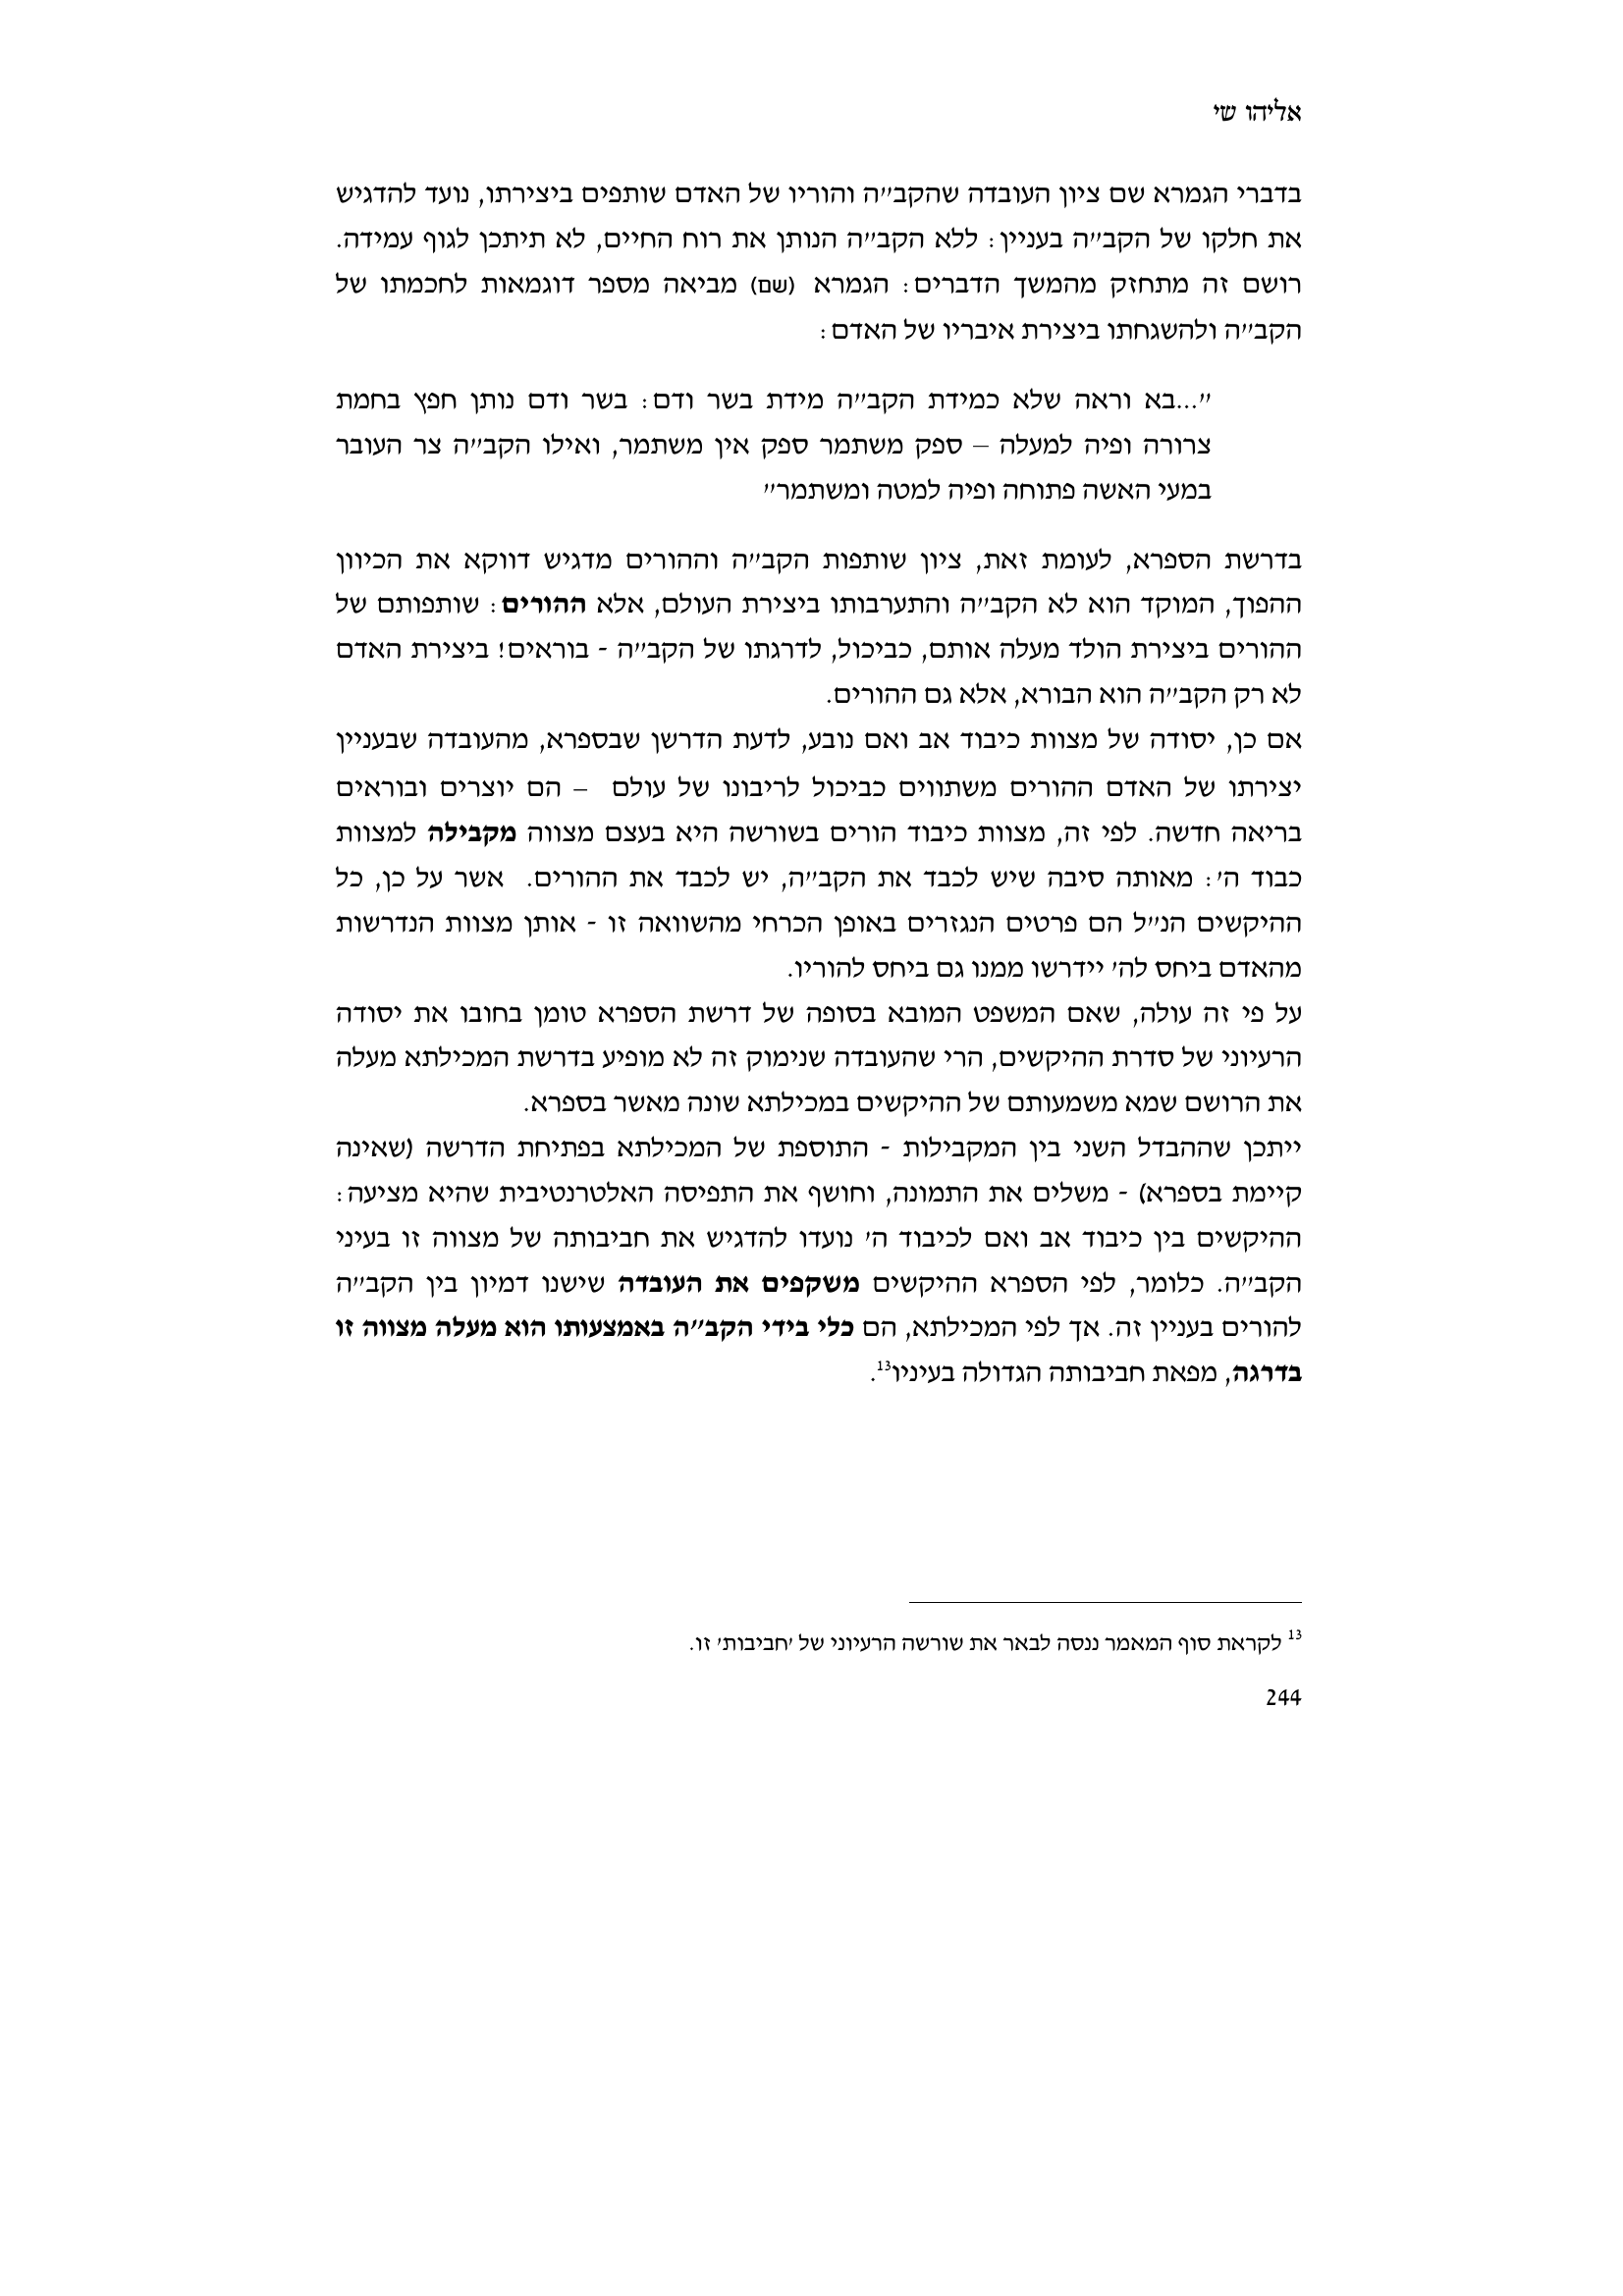 אליהו שי
בדברי הגמרא שם ציון העובדה שהקב"ה והוריו של האדם שותפים ביצירתו, נועד להדגיש
את חלקו של הקב"ה בעניין: ללא הקב"ה הנותן את רוח החיים, לא תיתכן לגוף עמידה.
רושם זה מתחזק מהמשך הדברים: הגמרא (שם) מביאה מספר דוגמאות לחכמתו של
הקב"ה ולהשגחתו ביצירת איבריו של האדם:
"...בא וראה שלא כמידת הקב"ה מידת בשר ודם: בשר ודם נותן חפץ בחמת
צרורה ופיה למעלה – ספק משתמר ספק אין משתמר, ואילו הקב"ה צר העובר
במעי האשה פתוחה ופיה למטה ומשתמר"
בדרשת הספרא, לעומת זאת, ציון שותפות הקב"ה וההורים מדגיש דווקא את הכיוון
ההפוך, המוקד הוא לא הקב"ה והתערבותו ביצירת העולם, אלא ההורים: שותפותם של
ההורים ביצירת הולד מעלה אותם, כביכול, לדרגתו של הקב"ה - בוראים! ביצירת האדם
לא רק הקב"ה הוא הבורא, אלא גם ההורים.
אם כן, יסודה של מצוות כיבוד אב ואם נובע, לדעת הדרשן שבספרא, מהעובדה שבעניין
יצירתו של האדם ההורים משתווים כביכול לריבונו של עולם – הם יוצרים ובוראים
בריאה חדשה. לפי זה, מצוות כיבוד הורים בשורשה היא בעצם מצווה מקבילה למצוות
כבוד ה': מאותה סיבה שיש לכבד את הקב"ה, יש לכבד את ההורים. אשר על כן, כל
ההיקשים הנ"ל הם פרטים הנגזרים באופן הכרחי מהשוואה זו - אותן מצוות הנדרשות
מהאדם ביחס לה' יידרשו ממנו גם ביחס להוריו.
על פי זה עולה, שאם המשפט המובא בסופה של דרשת הספרא טומן בחובו את יסודה
הרעיוני של סדרת ההיקשים, הרי שהעובדה שנימוק זה לא מופיע בדרשת המכילתא מעלה
את הרושם שמא משמעותם של ההיקשים במכילתא שונה מאשר בספרא.
ייתכן שההבדל השני בין המקבילות - התוספת של המכילתא בפתיחת הדרשה (שאינה
קיימת בספרא) - משלים את התמונה, וחושף את התפיסה האלטרנטיבית שהיא מציעה:
ההיקשים בין כיבוד אב ואם לכיבוד ה' נועדו להדגיש את חביבותה של מצווה זו בעיני
הקב"ה. כלומר, לפי הספרא ההיקשים משקפים את העובדה שישנו דמיון בין הקב"ה
להורים בעניין זה. אך לפי המכילתא, הם כלי בידי הקב"ה באמצעותו הוא מעלה מצווה זו
בדרגה, מפאת חביבותה הגדולה בעיניו13.
13 לקראת סוף המאמר ננסה לבאר את שורשה הרעיוני של 'חביבות' זו.
244